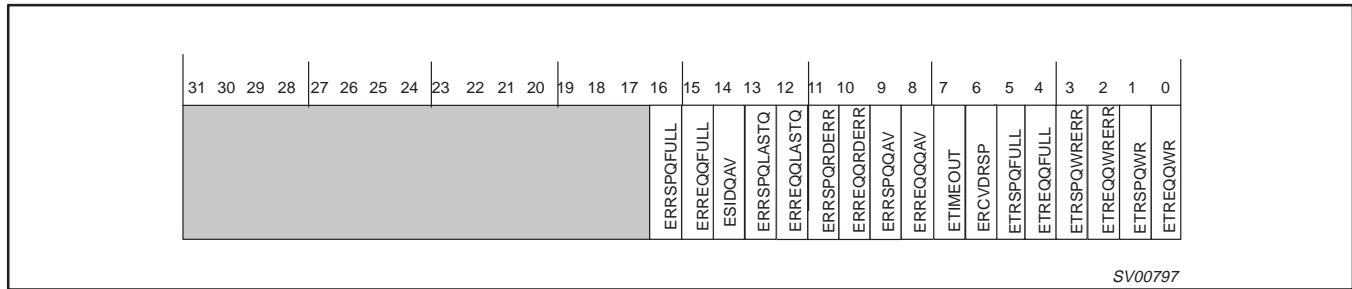 31 30 29 28 27 26 25 24 23 22 21 20 19 18 17 16 15 14 13 12 11 10 9 8 7 6 5 4 3 2 1 0
ERRSPQFULL
ERREQQFULL
ESIDQAV
ERRSPQLASTQ
ERREQQLASTQ
ERRSPQRDERR
ERREQQRDERR
ERRSPQQAV
ERREQQQAV
ETIMEOUT
ERCVDRSP
ETRSPQFULL
ETREQQFULL
ETRSPQWRERR
ETREQQWRERR
ETRSPQWR
ETREQQWR
SV00797